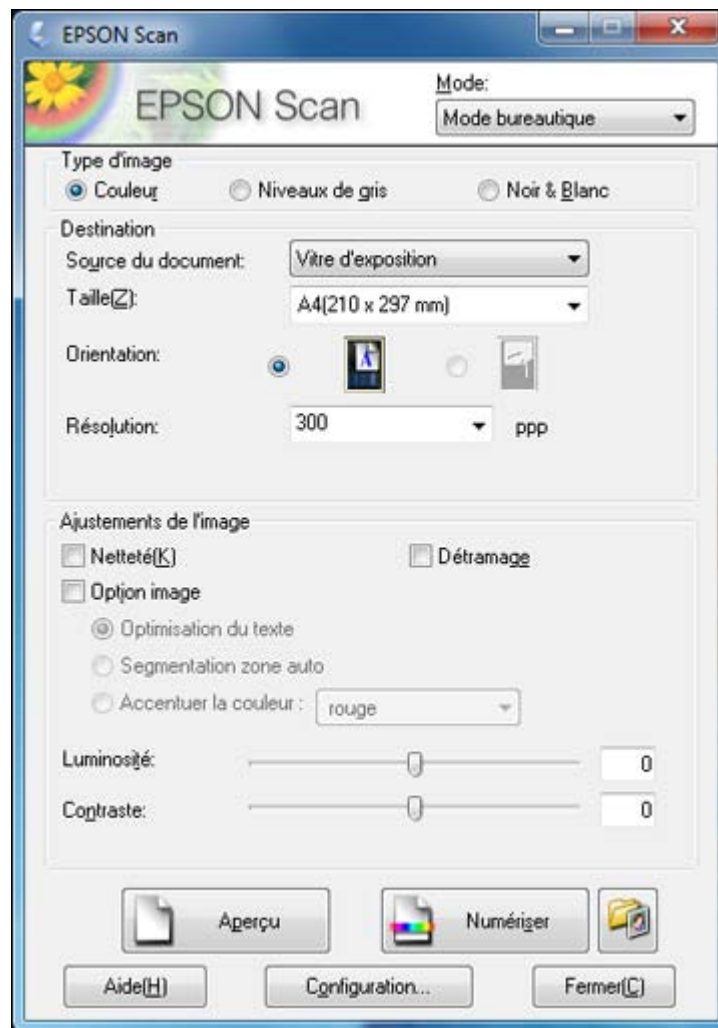 EPSON Scan
EPSON Scan
Mode:
Mode bureautique
Type d'image
Couleur
Niveaux de gris
Noir & Blanc
Destination
Source du document:
Vitre d'exposition
Taille(Z):
A4(210 x 297 mm)
Orientation:
Résolution:
300
ppp
Ajustements de l'image
Netteté(K)
Détramage
Option image
Optimisation du texte
Segmentation zone auto
Accentuer la couleur :
rouge
Luminosité:
0
Contraste:
0
Aperçu
Numériser
Aide(H)
Configuration...
Fermer(C)